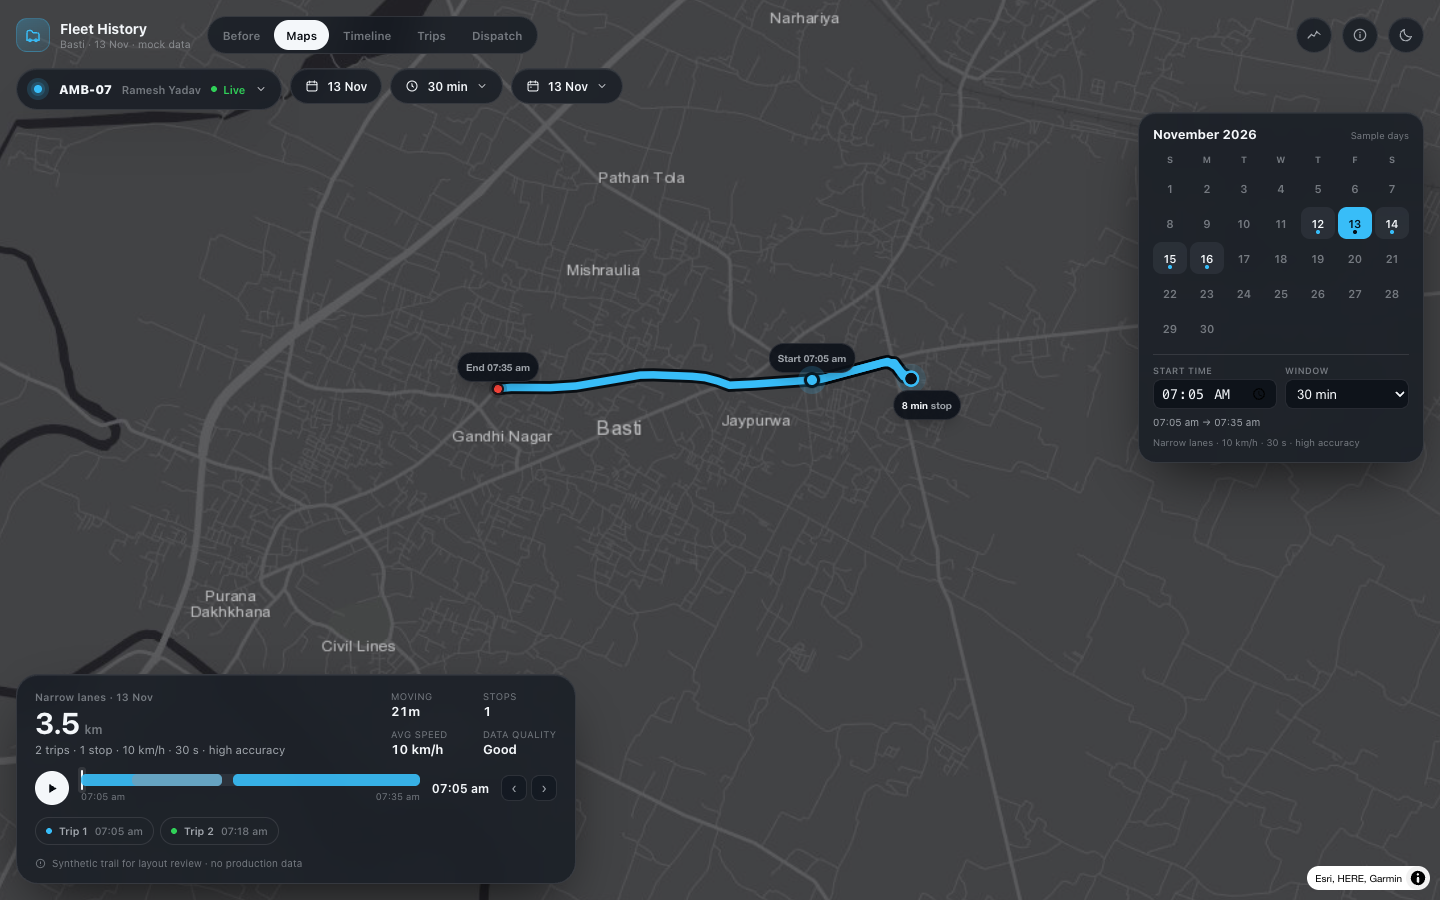 Fleet History
Basti · 13 Nov · mock data
Before
Maps
Timeline
Trips
Dispatch
AMB-07 Ramesh Yadav Live
13 Nov
30 min
13 Nov
Narhariya
Pathan Tola
Mishraulia
End 07:35 am
Start 07:05 am
8 min stop
Gandhi Nagar
Basti
Jaypurwa
Purana
Dakhkhana
Civil Lines
November 2026
Sample days
S M T W T F S
1 2 3 4 5 6 7
8 9 10 11 12 13 14
15 16 17 18 19 20 21
22 23 24 25 26 27 28
29 30
START TIME
WINDOW
07:05 AM
30 min
07:05 am → 07:35 am
Narrow lanes · 10 km/h · 30 s · high accuracy
Narrow lanes · 13 Nov
3.5 km
2 trips · 1 stop · 10 km/h · 30 s · high accuracy
MOVING
21m
STOPS
1
AVG SPEED
10 km/h
DATA QUALITY
Good
07:05 am
07:35 am
07:05 am
Trip 1 07:05 am
Trip 2 07:18 am
Synthetic trail for layout review · no production data
Esri, HERE, Garmin